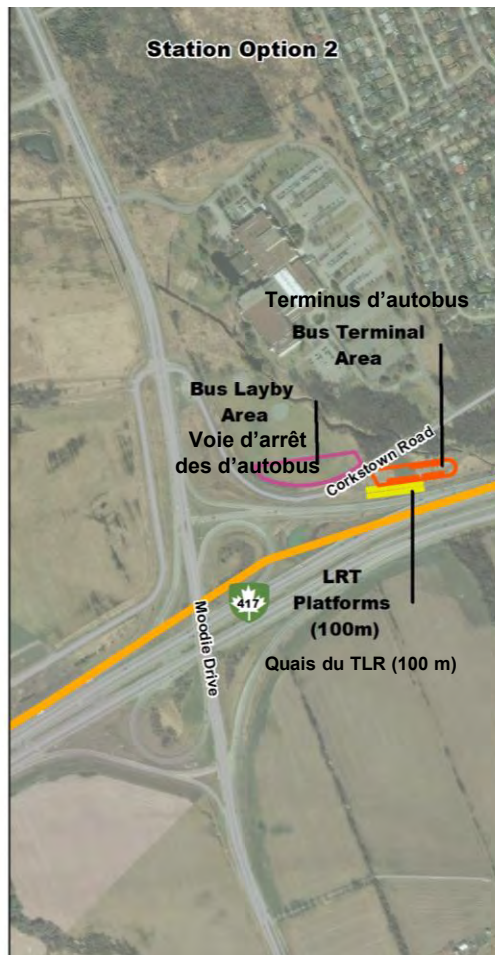 Station Option 2
Terminus d'autobus
Bus Terminal
Area
Bus Layby
Area
Voie d'arrêt
des d'autobus
Corkstown Road
LRT
Platforms
(100m)
417
Moodie Drive
Quais du TLR (100 m)